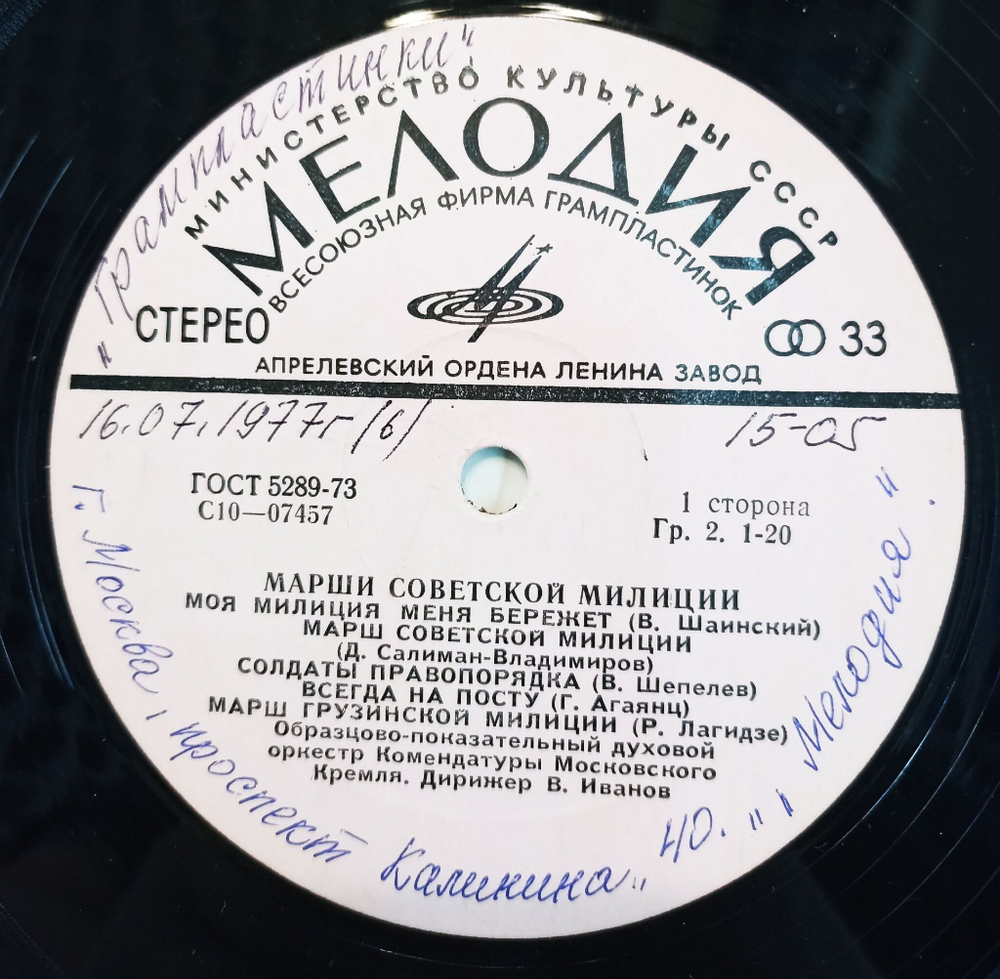 "Грампластинки"
МИНИСТЕРСТВО КУЛЬТУРЫ СССР
МЕЛОДИЯ
ВСЕСОЮЗНАЯ ФИРМА ГРАМПЛАСТИНОК
СТЕРЕО
33
АПРЕЛЕВСКИЙ ОРДЕНА ЛЕНИНА ЗАВОД
16.07.1977г (6)
15-05
ГОСТ 5289-73
С10—07457
1 сторона
Гр. 2. 1-20
МАРШИ СОВЕТСКОЙ МИЛИЦИИ
МОЯ МИЛИЦИЯ МЕНЯ БЕРЕЖЕТ (В. Шаинский)
МАРШ СОВЕТСКОЙ МИЛИЦИИ
(Д. Салиман-Владимиров)
СОЛДАТЫ ПРАВОПОРЯДКА (В. Шепелев)
ВСЕГДА НА ПОСТУ (Г. Агаянц)
МАРШ ГРУЗИНСКОЙ МИЛИЦИИ (Р. Лагидзе)
Образцово-показательный духовой
оркестр Комендатуры Московского
Кремля. Дирижер В. Иванов
г. Москва, проспект Калинина,, 40. "„ Мелодия".